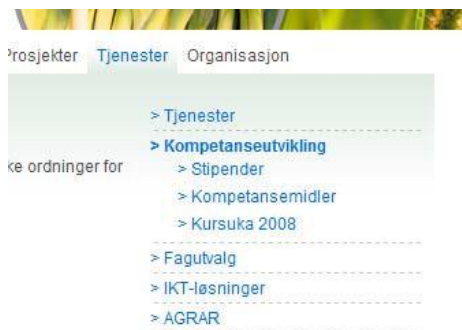 Prosjekter Tjenester Organisasjon
> Tjenester
> Kompetanseutvikling
ke ordninger for
> Stipender
> Kompetansemidler
> Kursuka 2008
> Fagutvalg
> IKT-løsninger
> AGRAR